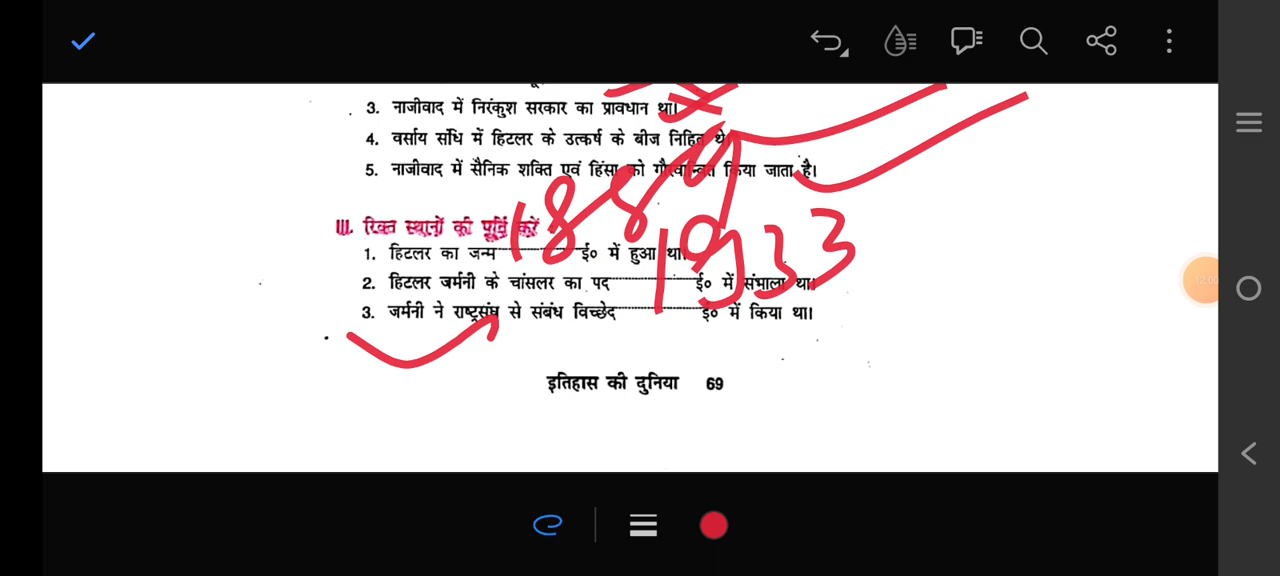 3. नाजीवाद में निरंकुश सरकार का प्रावधान था।
4. वर्साय संधि में हिटलर के उत्कर्ष के बीज निहित थे।
5. नाजीवाद में सैनिक शक्ति एवं हिंसा को गौरवान्वित किया जाता है।
III. रिक्त स्थानों की पूर्ति करें
1889
1. हिटलर का जन्म ई० में हुआ था।
1933
2. हिटलर जर्मनी के चांसलर का पद ई० में संभाला था।
3. जर्मनी ने राष्ट्रसंघ से संबंध विच्छेद ई० में किया था।
इतिहास की दुनिया 69